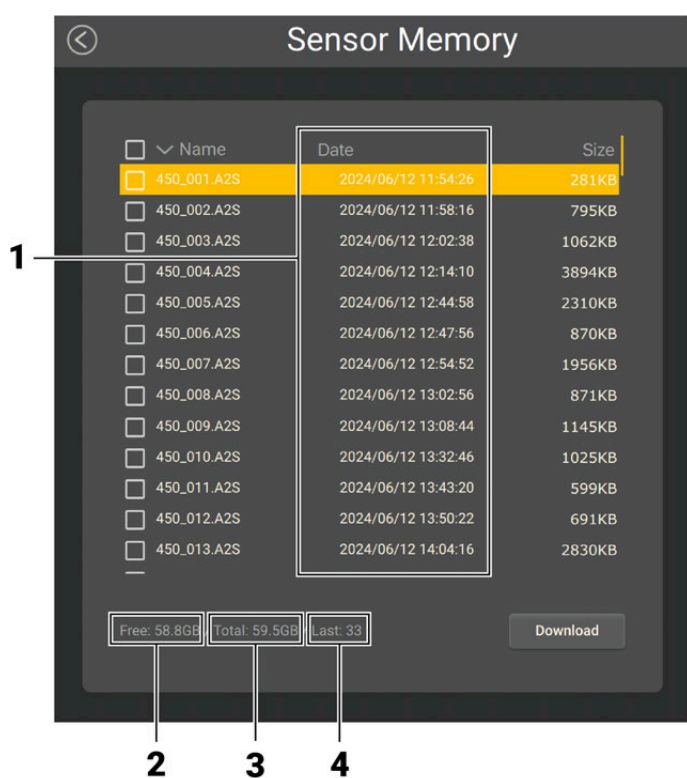 Sensor Memory
Name Date Size
450_001.A2S 2024/06/12 11:54:26 281KB
450_002.A2S 2024/06/12 11:58:16 795KB
450_003.A2S 2024/06/12 12:02:38 1062KB
1
450_004.A2S 2024/06/12 12:14:10 3894KB
450_005.A2S 2024/06/12 12:44:58 2310KB
450_006.A2S 2024/06/12 12:47:56 870KB
450_007.A2S 2024/06/12 12:54:52 1956KB
450_008.A2S 2024/06/12 13:02:56 871KB
450_009.A2S 2024/06/12 13:08:44 1145KB
450_010.A2S 2024/06/12 13:32:46 1025KB
450_011.A2S 2024/06/12 13:43:20 599KB
450_012.A2S 2024/06/12 13:50:22 691KB
450_013.A2S 2024/06/12 14:04:16 2830KB
Free: 58.8GB/ Total: 59.5GB Last: 33 Download
2 3 4